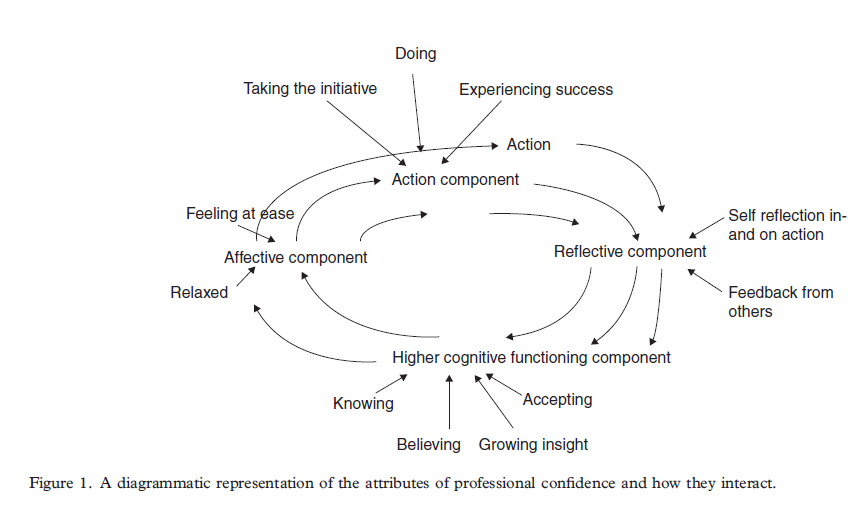 Doing
Taking the initiative
Experiencing success
Action
Action component
Feeling at ease
Self reflection in-
and on action
Affective component
Reflective component
Relaxed
Feedback from
others
Higher cognitive functioning component
Knowing
Accepting
Believing
Growing insight
Figure 1. A diagrammatic representation of the attributes of professional confidence and how they interact.